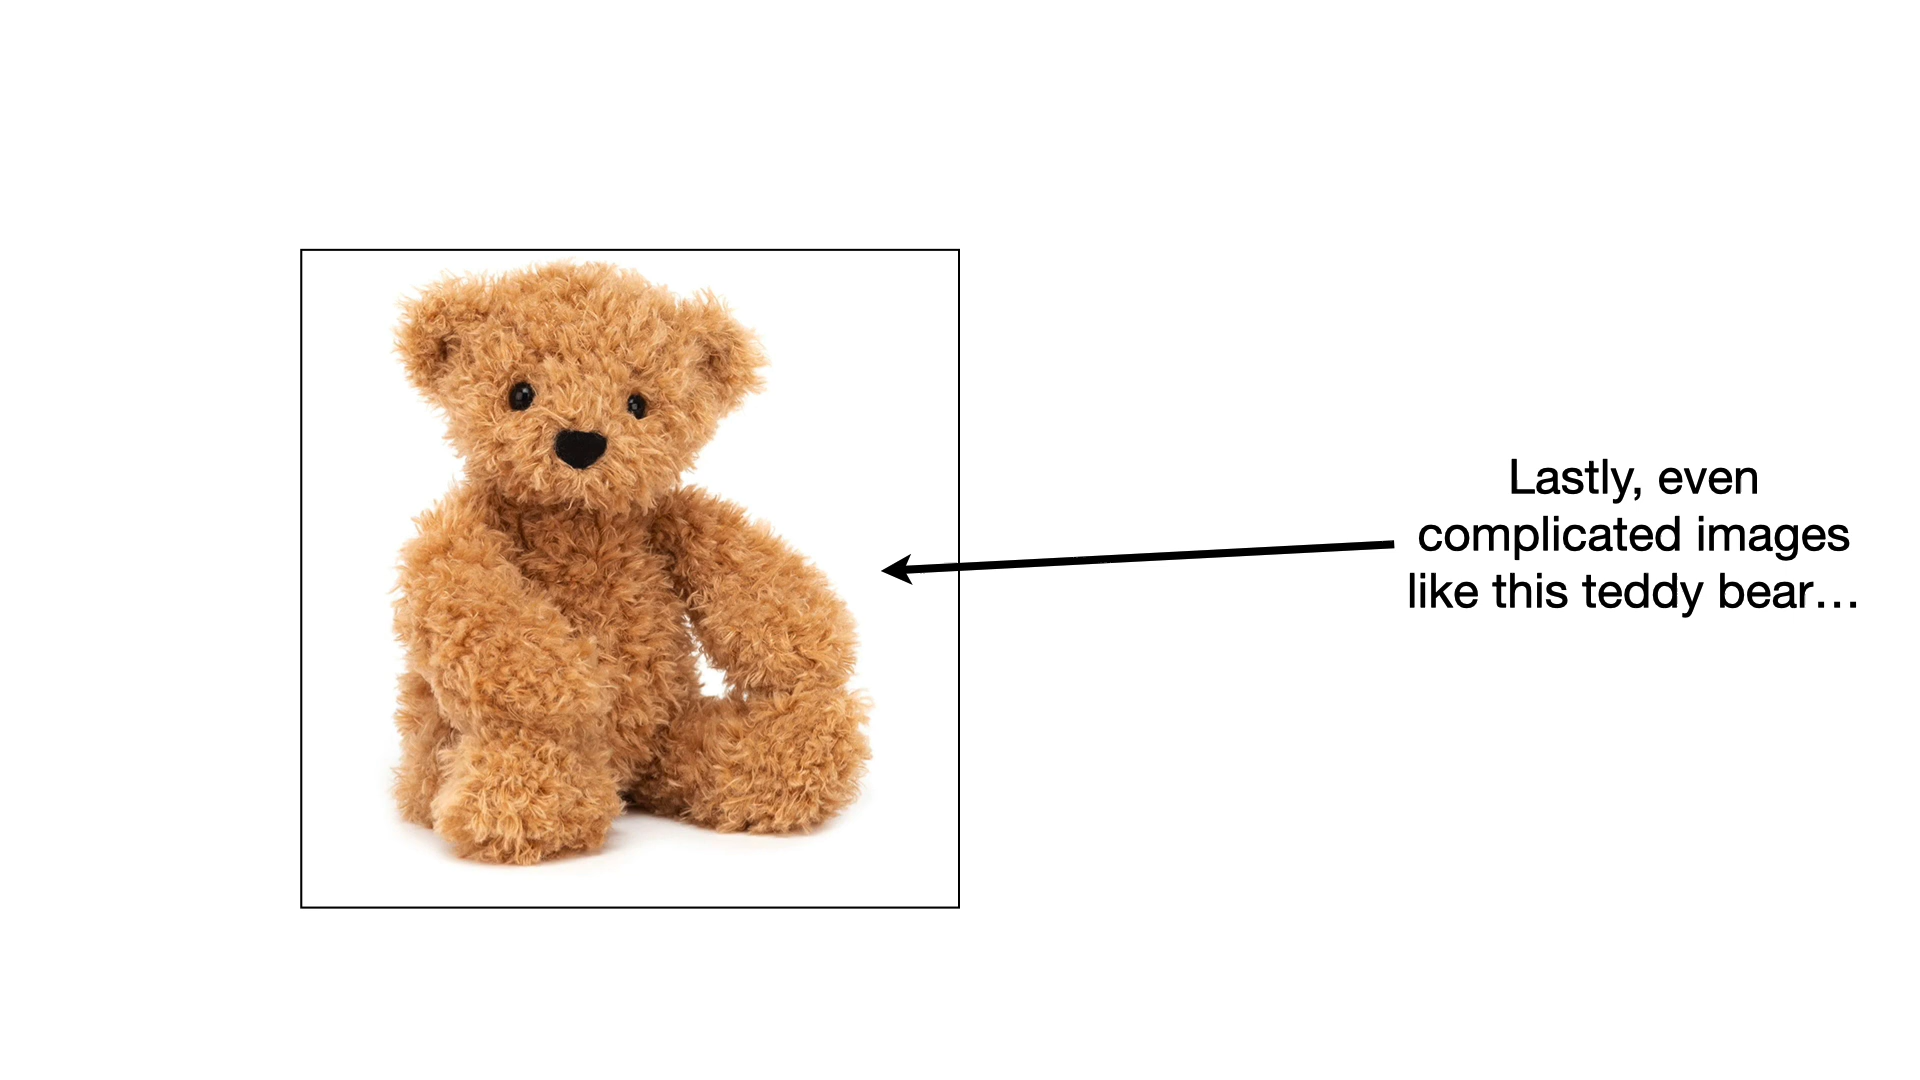 Lastly, even
complicated images
like this teddy bear…